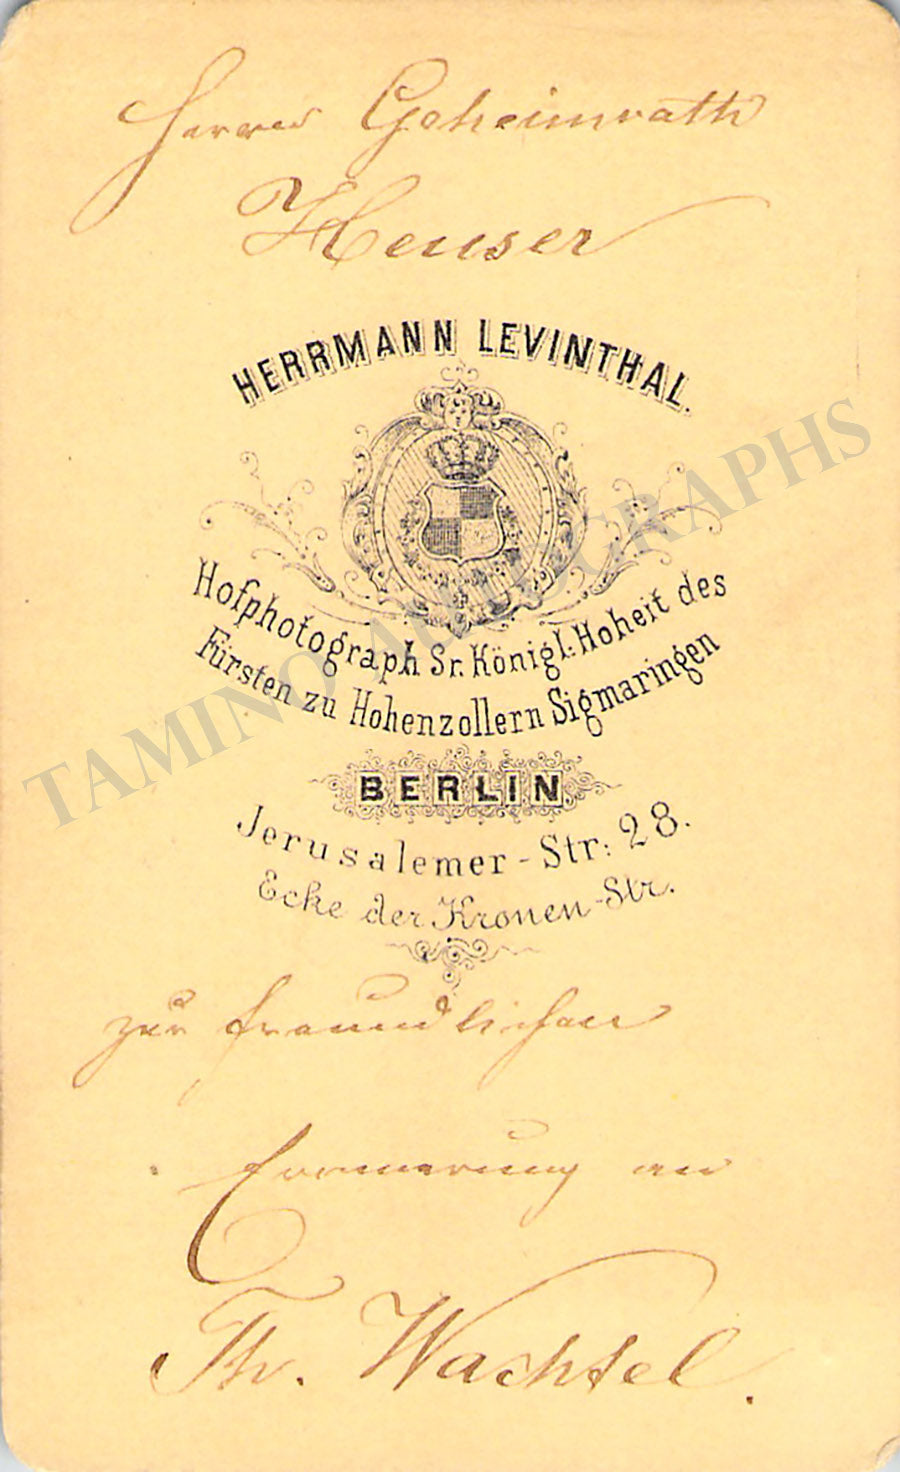 Herrn Geheimrath
Heuser
HERRMANN LEVINTHAL.
Hofphotograph Sr. Königl. Hoheit des
Fürsten zu Hohenzollern Sigmaringen
BERLIN
Jerusalemer-Str: 28.
Ecke der Kronen-Str.
zur freundlichen
Erinnerung an
Th. Wachtel.
TAMINO AUTOGRAPHS